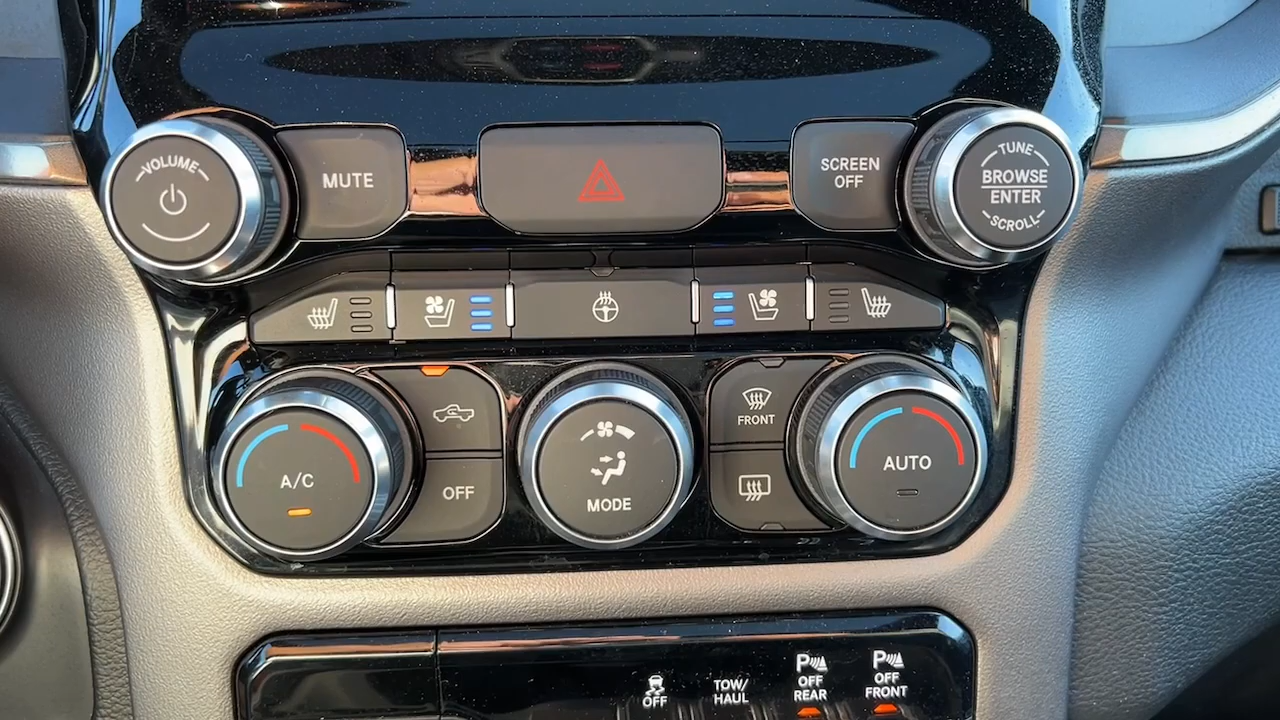 VOLUME
MUTE
SCREEN
OFF
TUNE
BROWSE
ENTER
SCROLL
A/C
OFF
MODE
FRONT
AUTO
OFF
TOW/
HAUL
P
OFF
REAR
P
OFF
FRONT